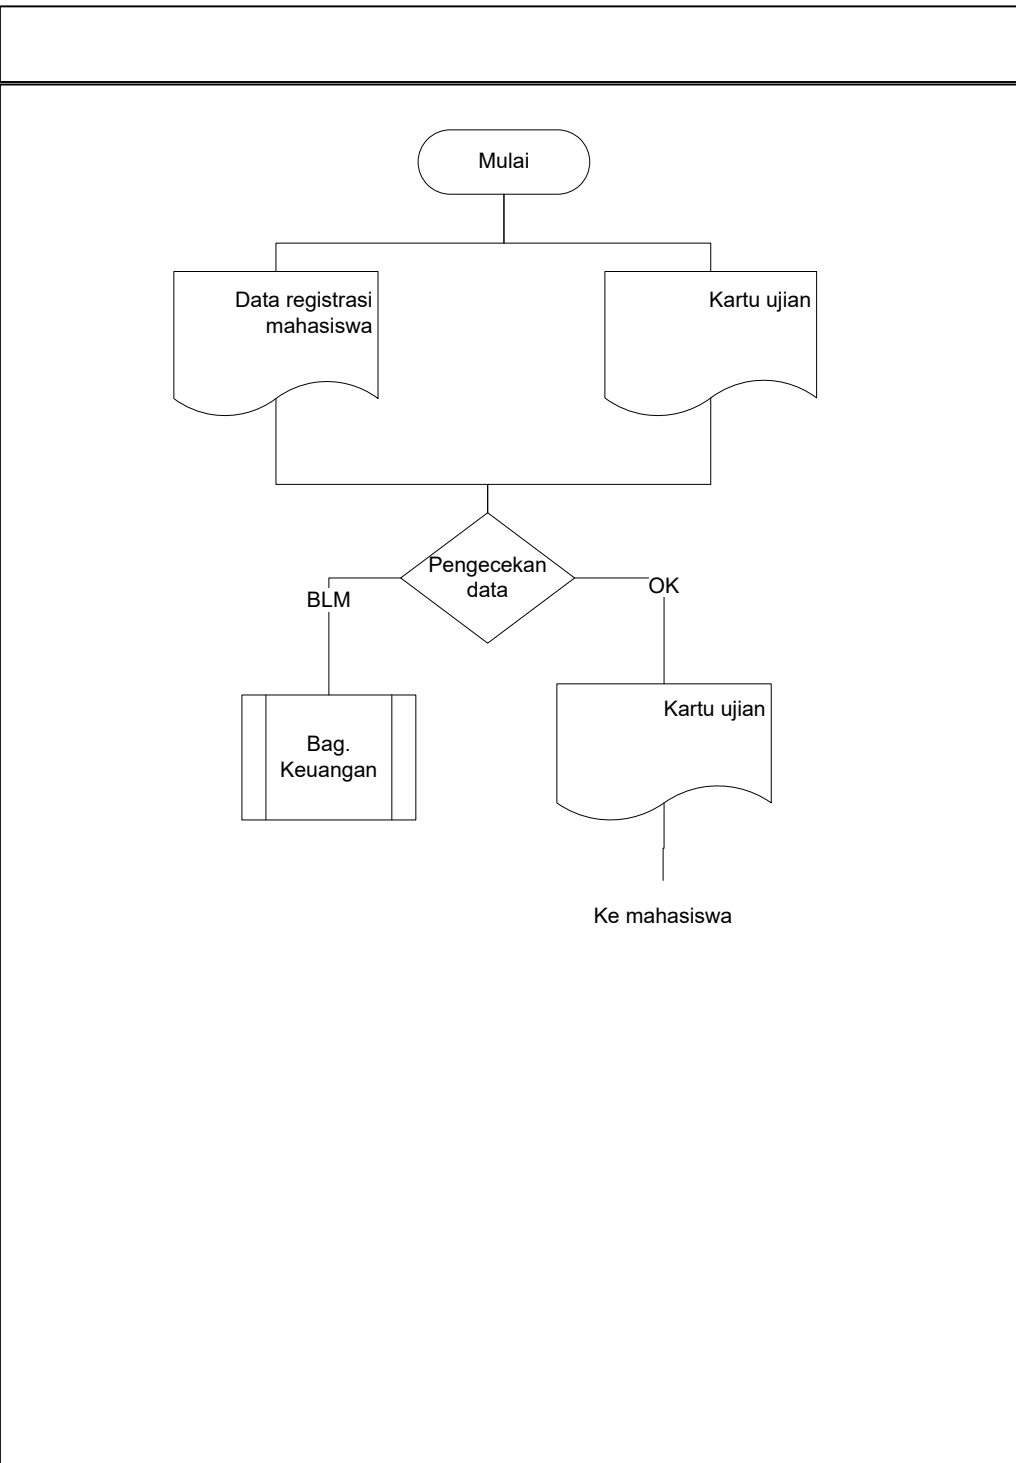 Mulai
Data registrasi
mahasiswa
Kartu ujian
Pengecekan
data
BLM
OK
Bag.
Keuangan
Kartu ujian
Ke mahasiswa